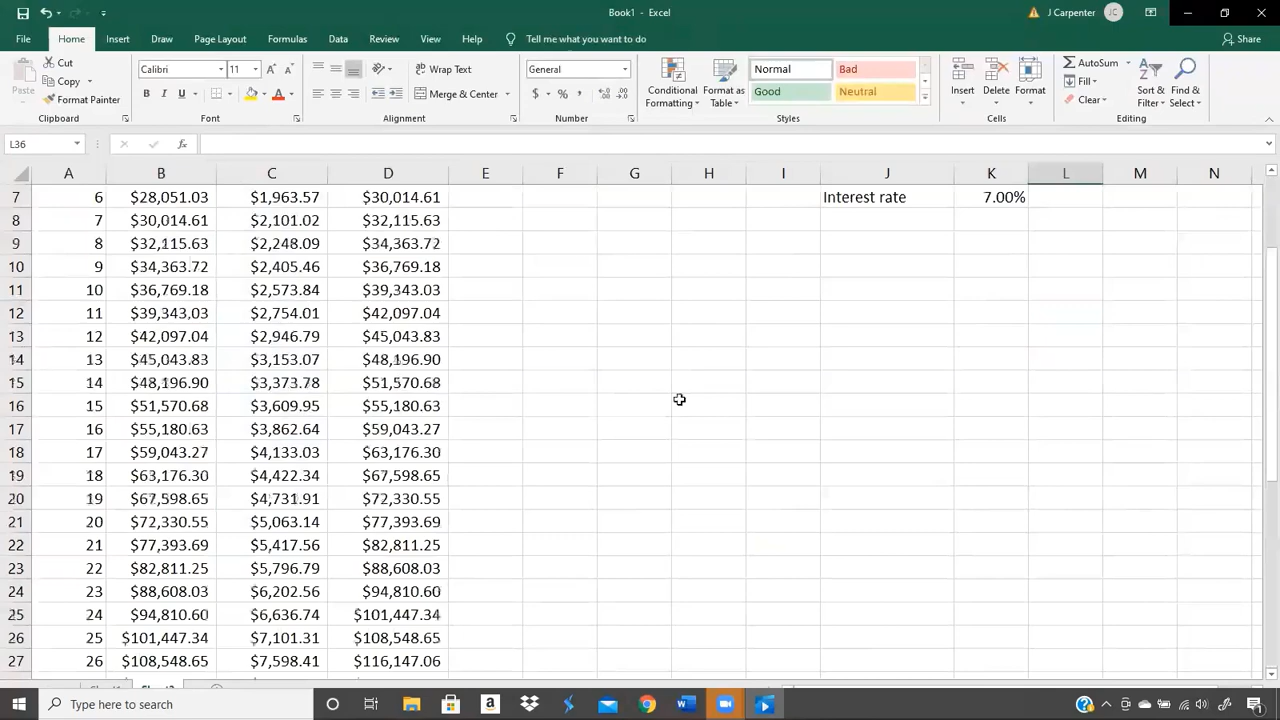 Book1 - Excel
J Carpenter JC
File Home Insert Draw Page Layout Formulas Data Review View Help Tell me what you want to do Share
Paste Cut Copy Format Painter Clipboard
Calibri 11 B I U Font
Wrap Text Merge & Center Alignment
General $ % , Number
Conditional Formatting Format as Table Normal Bad Good Neutral Styles
Insert Delete Format Cells
AutoSum Fill Clear Sort & Filter Find & Select Editing
L36 fx
A B C D E F G H I J K L M N
7 6 $28,051.03 $1,963.57 $30,014.61 Interest rate 7.00%
8 7 $30,014.61 $2,101.02 $32,115.63
9 8 $32,115.63 $2,248.09 $34,363.72
10 9 $34,363.72 $2,405.46 $36,769.18
11 10 $36,769.18 $2,573.84 $39,343.03
12 11 $39,343.03 $2,754.01 $42,097.04
13 12 $42,097.04 $2,946.79 $45,043.83
14 13 $45,043.83 $3,153.07 $48,196.90
15 14 $48,196.90 $3,373.78 $51,570.68
16 15 $51,570.68 $3,609.95 $55,180.63
17 16 $55,180.63 $3,862.64 $59,043.27
18 17 $59,043.27 $4,133.03 $63,176.30
19 18 $63,176.30 $4,422.34 $67,598.65
20 19 $67,598.65 $4,731.91 $72,330.55
21 20 $72,330.55 $5,063.14 $77,393.69
22 21 $77,393.69 $5,417.56 $82,811.25
23 22 $82,811.25 $5,796.79 $88,608.03
24 23 $88,608.03 $6,202.56 $94,810.60
25 24 $94,810.60 $6,636.74 $101,447.34
26 25 $101,447.34 $7,101.31 $108,548.65
27 26 $108,548.65 $7,598.41 $116,147.06
Type here to search